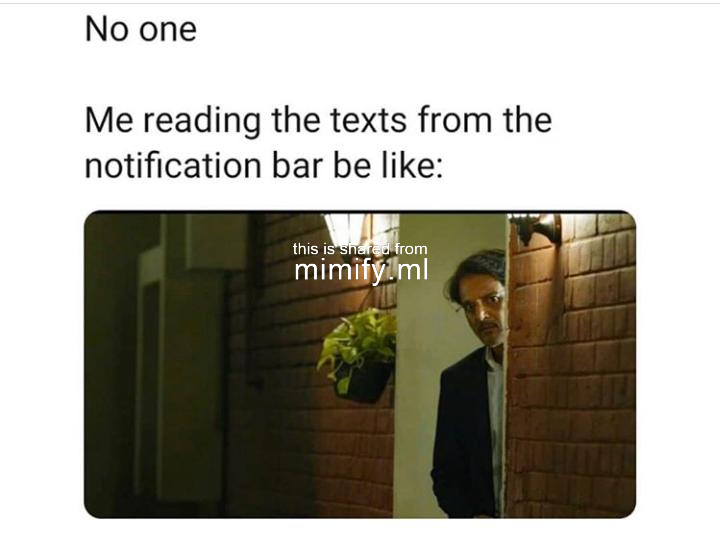 No one
Me reading the texts from the
notification bar be like:
this is shared from
mimify.ml